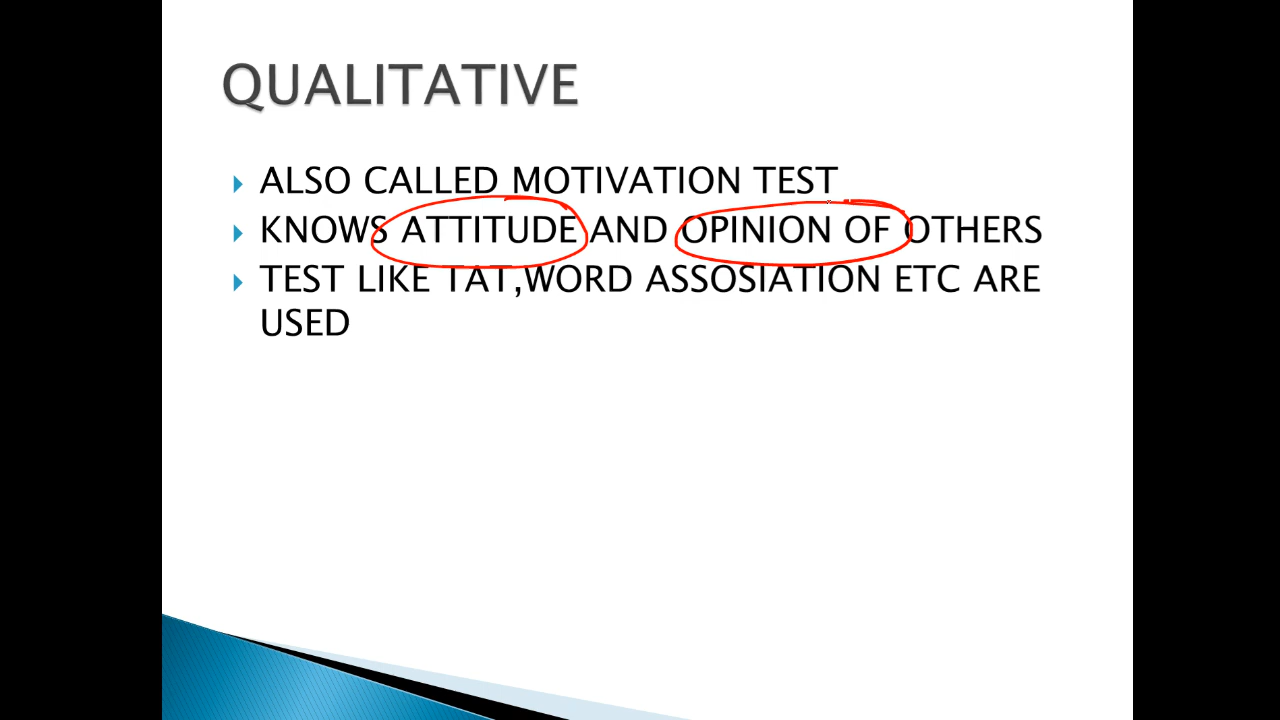 QUALITATIVE
ALSO CALLED MOTIVATION TEST
KNOWS ATTITUDE AND OPINION OF OTHERS
TEST LIKE TAT,WORD ASSOSIATION ETC ARE
USED